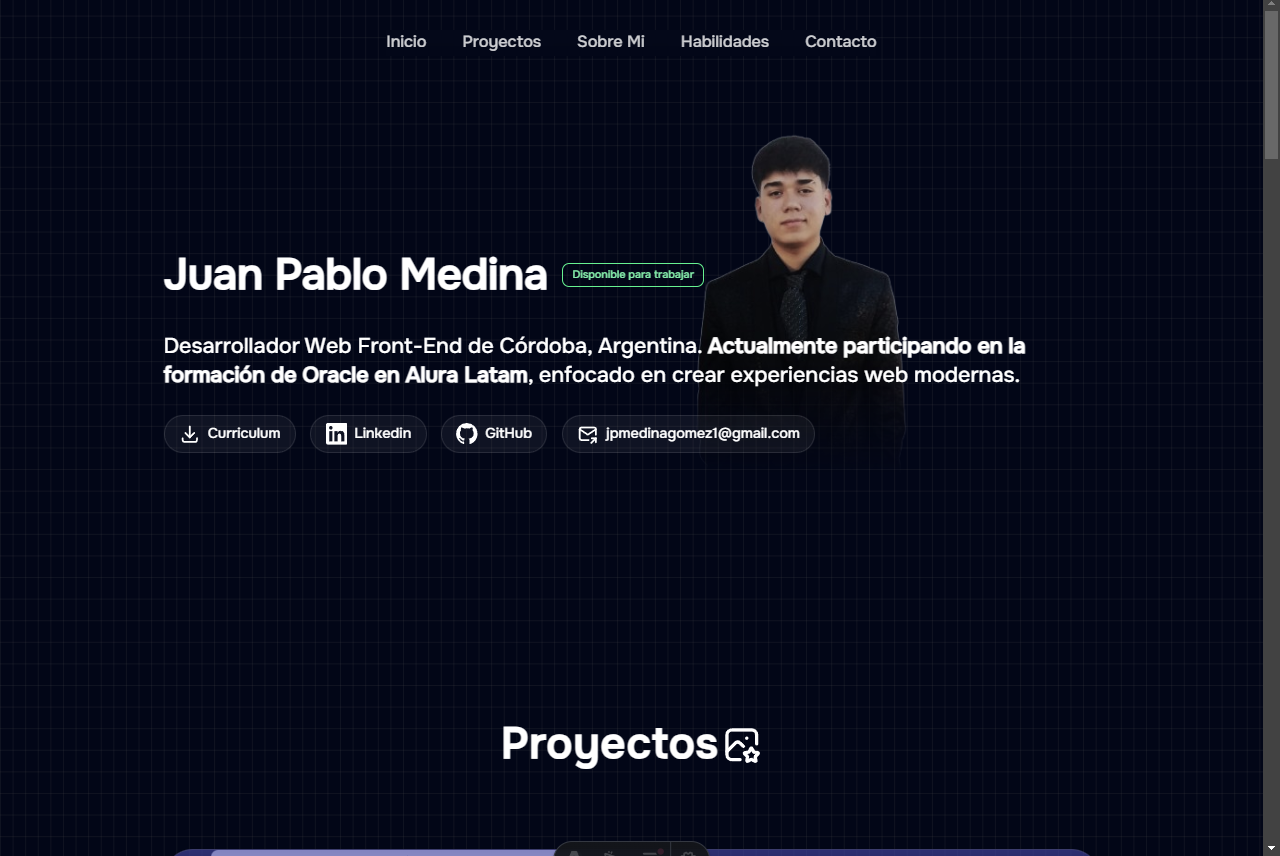 Inicio Proyectos Sobre Mi Habilidades Contacto
Juan Pablo Medina Disponible para trabajar
Desarrollador Web Front-End de Córdoba, Argentina. Actualmente participando en la
formación de Oracle en Alura Latam, enfocado en crear experiencias web modernas.
Curriculum Linkedin GitHub jpmedinagomez1@gmail.com
Proyectos